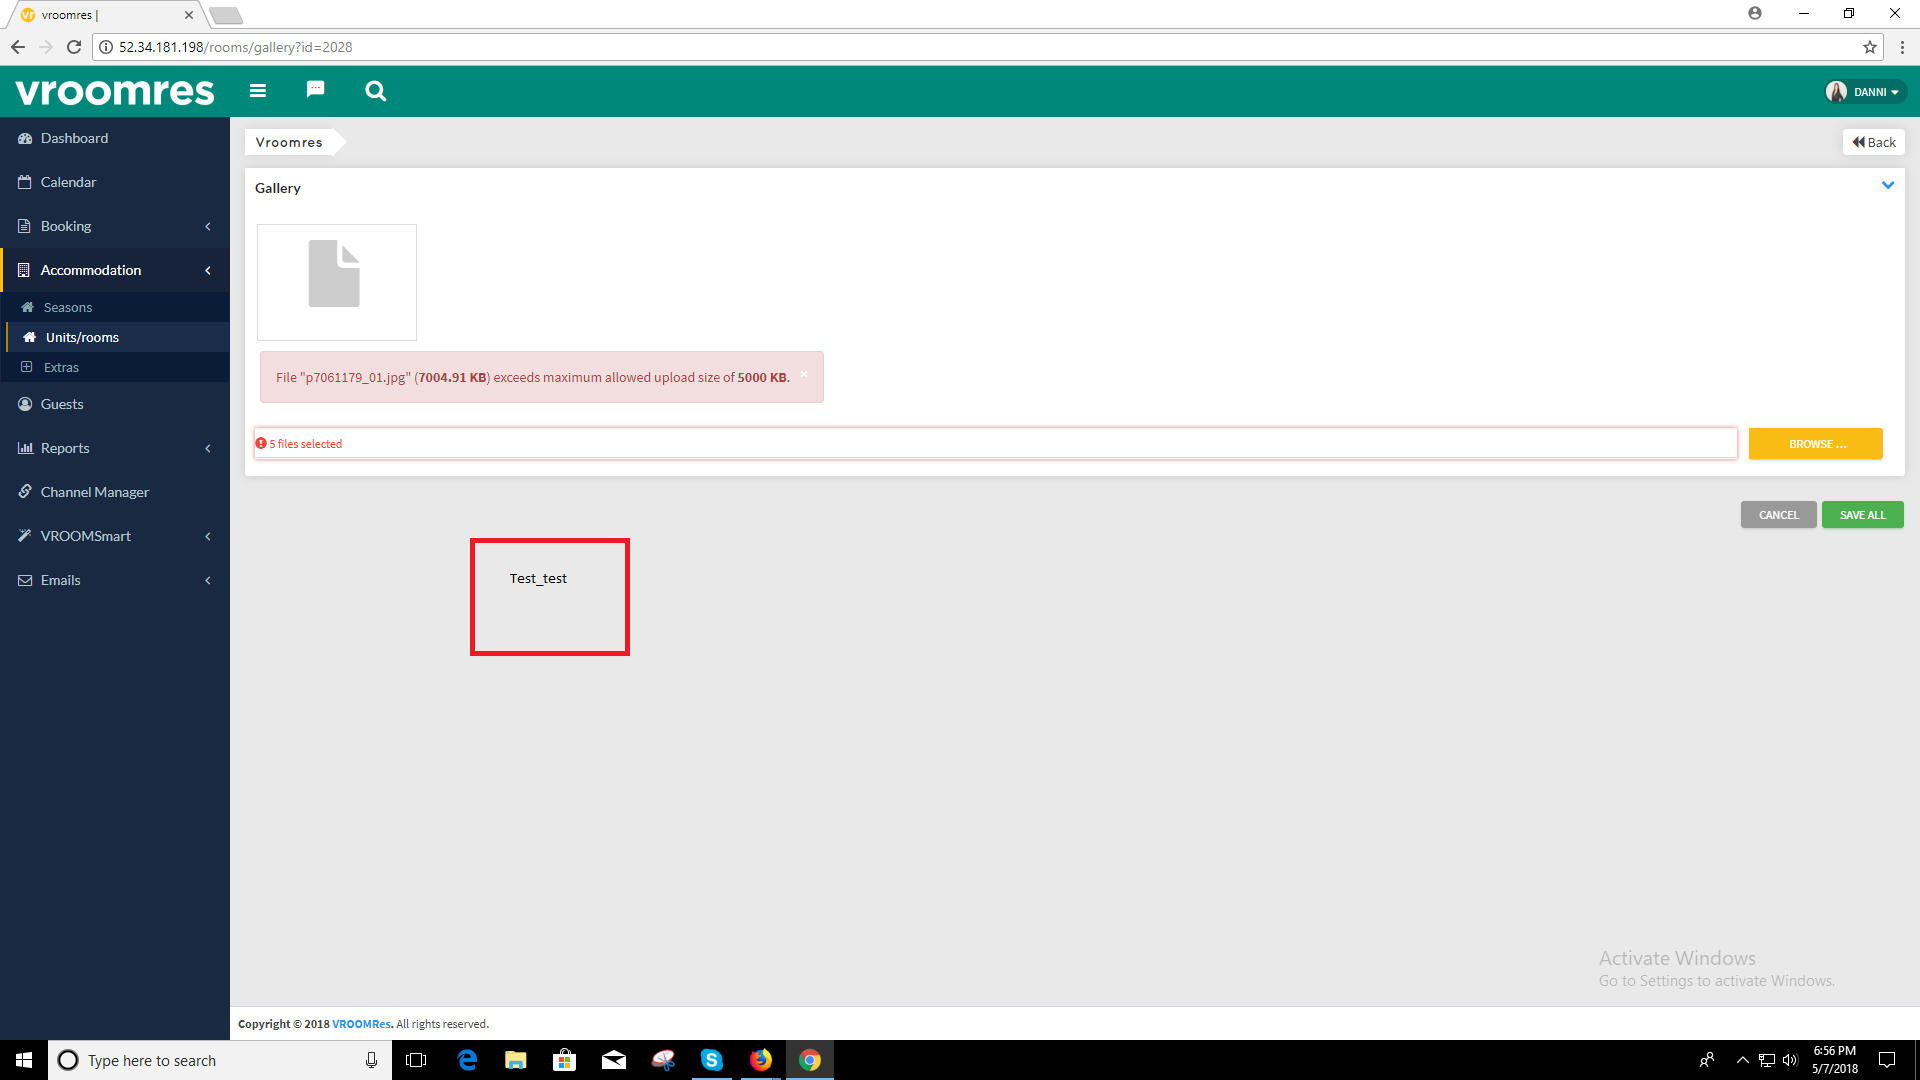 vroomres |
52.34.181.198/rooms/gallery?id=2028
vroomres
DANNI
Dashboard
Calendar
Booking
Accommodation
Seasons
Units/rooms
Extras
Guests
Reports
Channel Manager
VROOMSmart
Emails
Vroomres
Back
Gallery
File "p7061179_01.jpg" (7004.91 KB) exceeds maximum allowed upload size of 5000 KB. ×
5 files selected
BROWSE ...
CANCEL
SAVE ALL
Test_test
Activate Windows
Go to Settings to activate Windows.
Copyright © 2018 VROOMRes. All rights reserved.
Type here to search
6:56 PM
5/7/2018